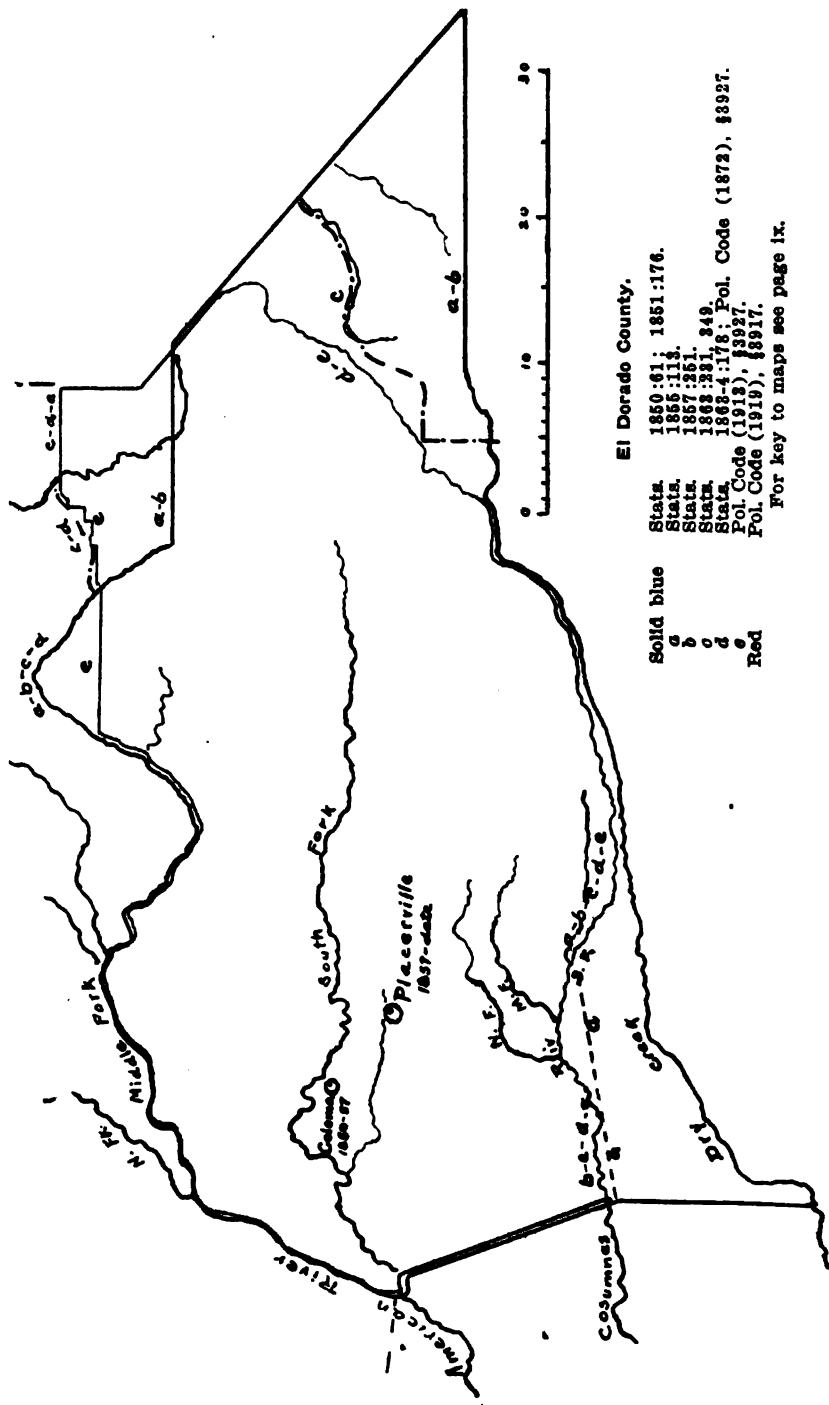 El Dorado County.
Solid blue Stats. 1850:61; 1851:176.
a Stats. 1855:113.
b Stats. 1857:251.
c Stats. 1863:231, 349.
d Stats. 1863-4:178; Pol. Code (1872), §3927.
e Pol. Code (1913), §3927.
Red Pol. Code (1919), §3917.
For key to maps see page ix.
0 10 20 30
N. FK.
Middle Fork
American River
South Fork
Coloma
1850-57
Placerville
1857-date
N. F.
M. F.
S. F.
Riv
Cosumnes
Dry Creek
a-b-c-d
e
c-d
e
c-d-e
a-b
a-b
c
d-e
b-c-d-e
a
a
a-b-c-d-e